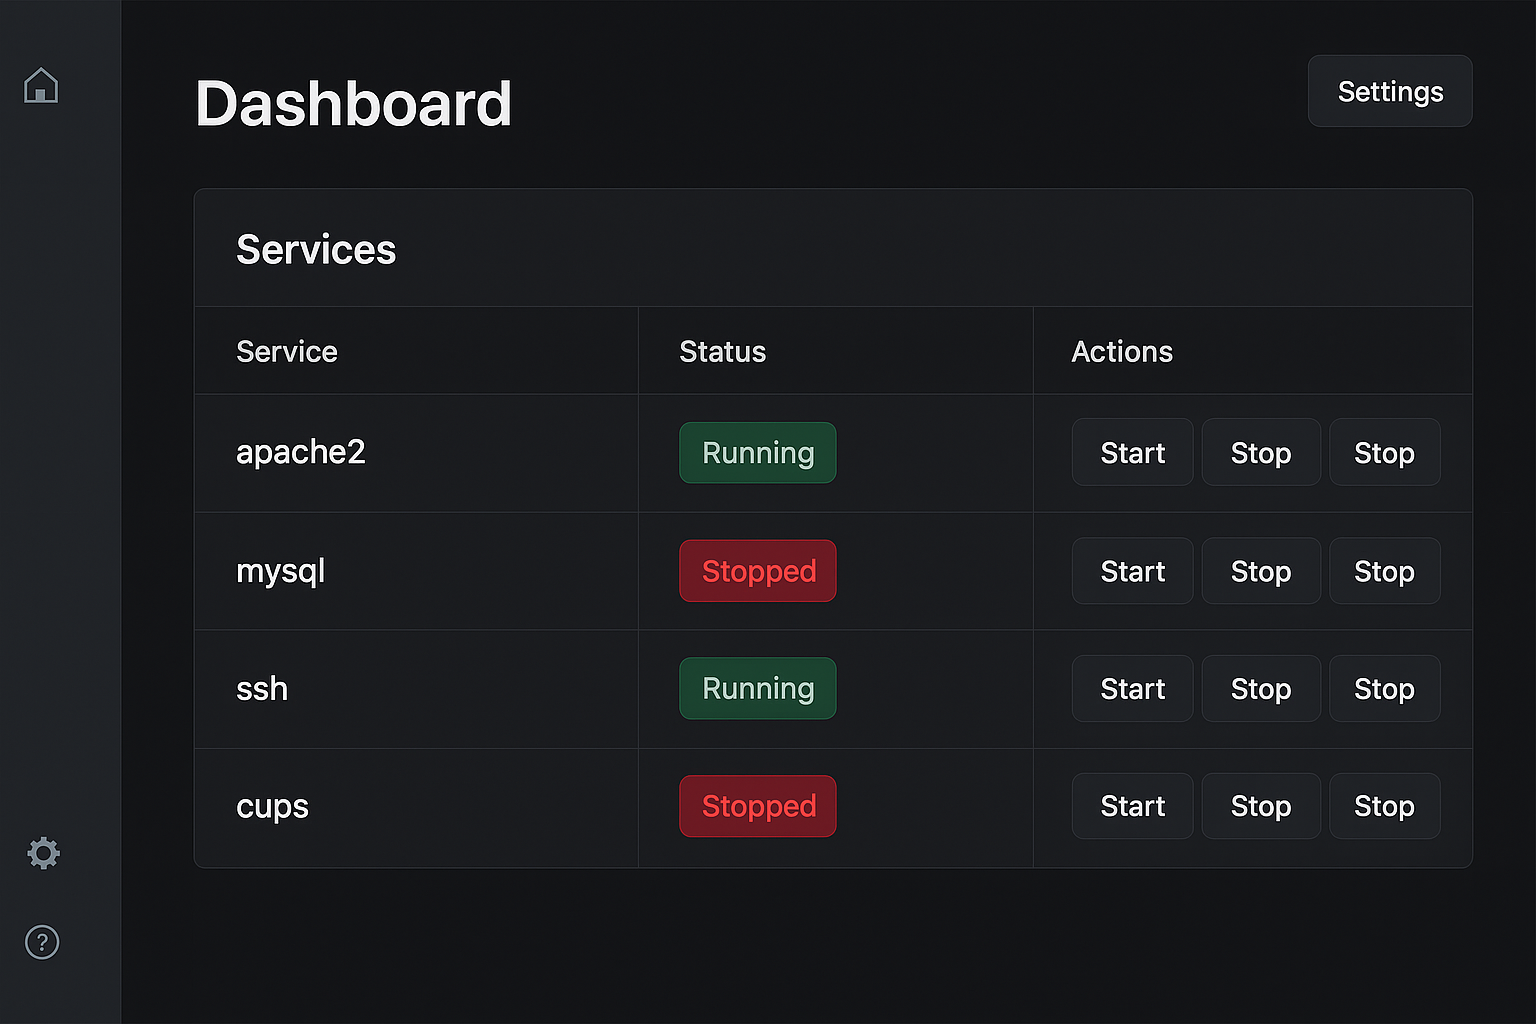 Dashboard
Settings
Services
Service Status Actions
apache2 Running Start Stop Stop
mysql Stopped Start Stop Stop
ssh Running Start Stop Stop
cups Stopped Start Stop Stop
?